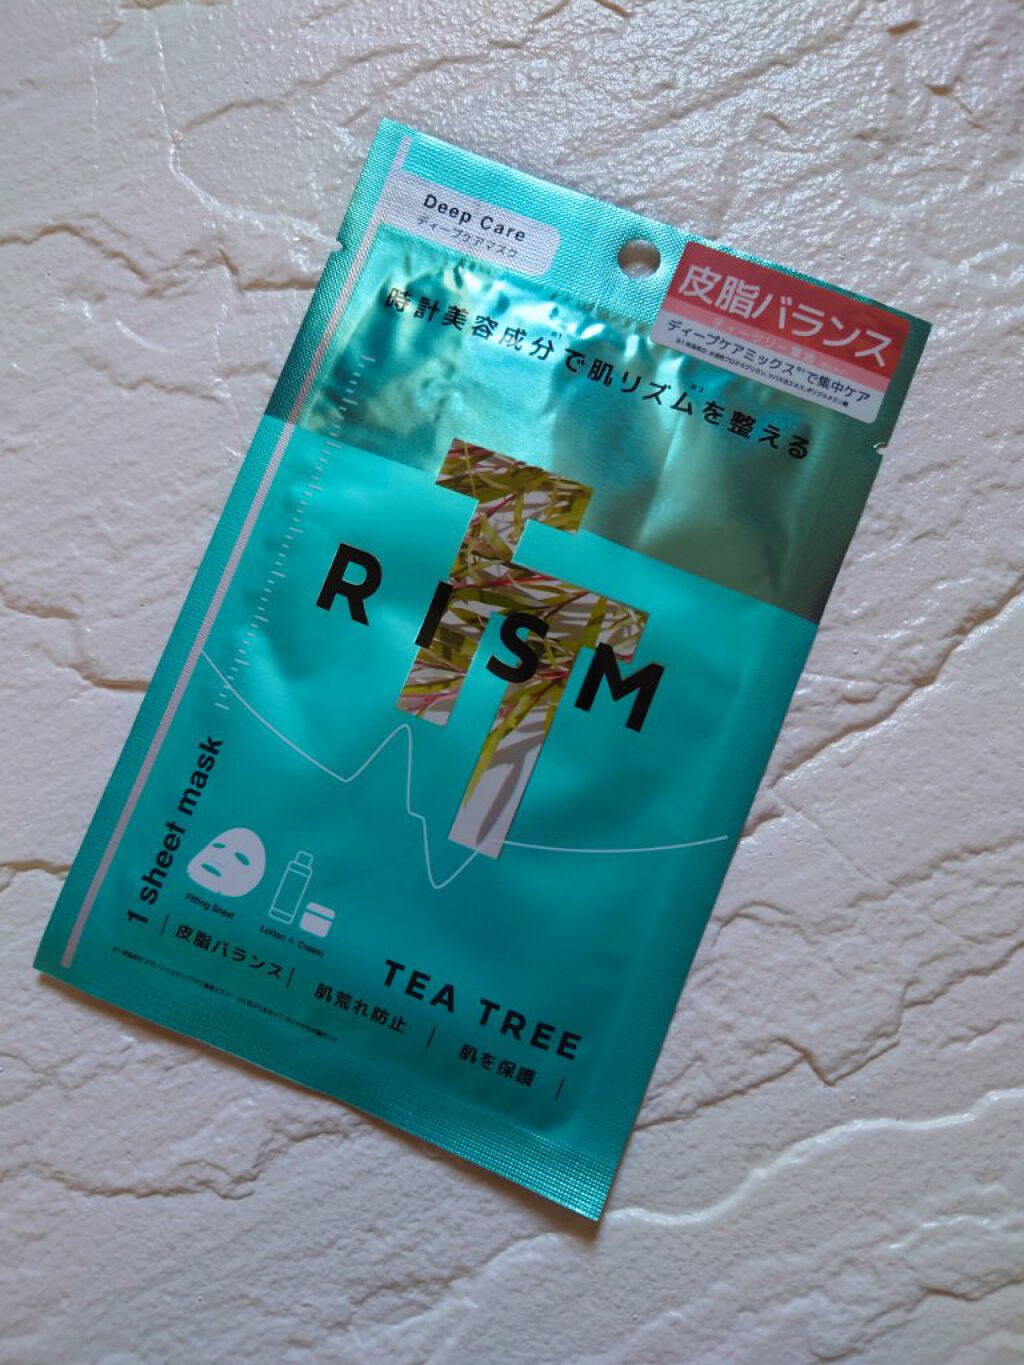 Deep Care
ディープケアマスク
皮脂バランス
ディープケアミックス※1で集中ケア
時計美容成分※1で肌リズム※2を整える
RISM
1 sheet mask
Fitting Sheet
Lotion + Cream
TEA TREE
皮脂バランス| 肌荒れ防止 | 肌を保護 |